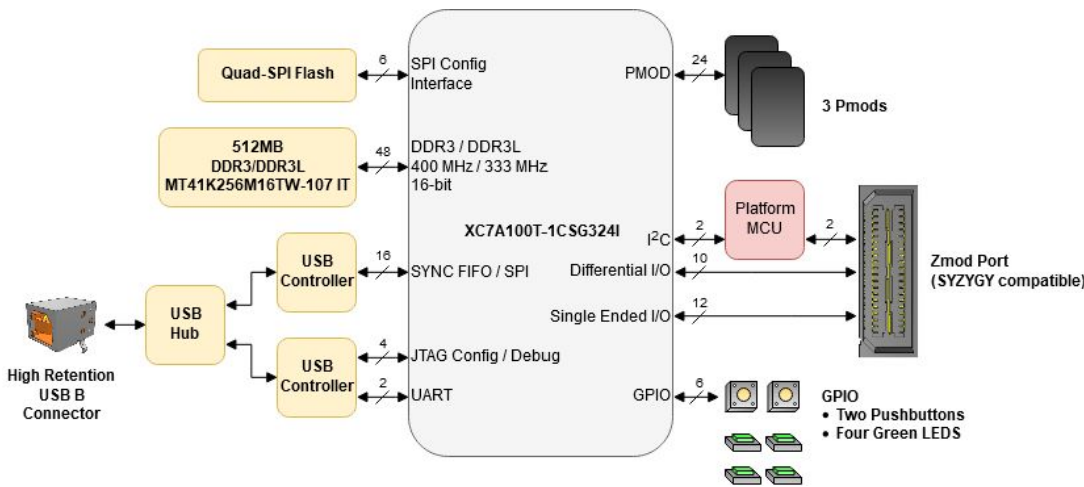 Quad-SPI Flash
6
SPI Config
Interface
512MB
DDR3/DDR3L
MT41K256M16TW-107 IT
48
DDR3 / DDR3L
400 MHz / 333 MHz
16-bit
XC7A100T-1CSG324I
USB
Controller
16
SYNC FIFO / SPI
USB
Hub
High Retention
USB B
Connector
USB
Controller
4
JTAG Config / Debug
2
UART
PMOD
24
3 Pmods
I2C
2
Platform
MCU
2
Differential I/O
10
Zmod Port
(SYZYGY compatible)
Single Ended I/O
12
GPIO
6
GPIO
• Two Pushbuttons
• Four Green LEDS